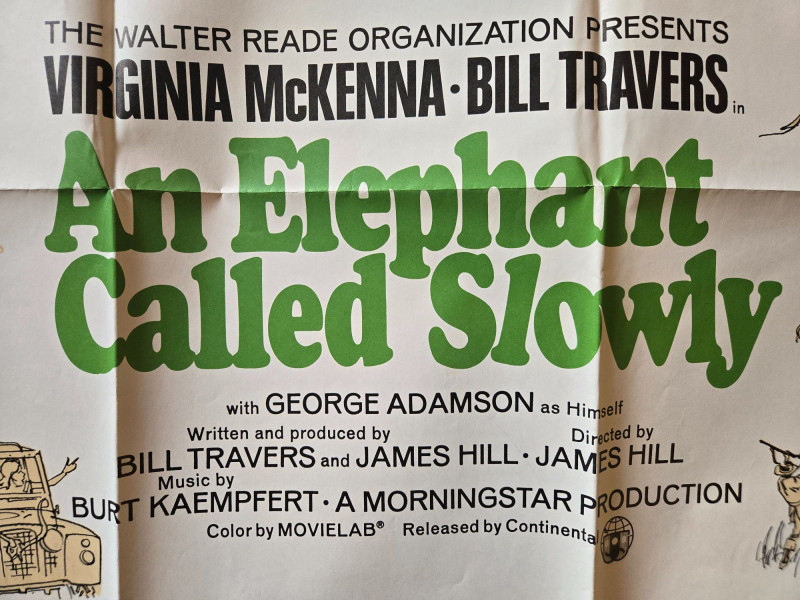 THE WALTER READE ORGANIZATION PRESENTS
VIRGINIA McKENNA · BILL TRAVERS in
An Elephant
Called Slowly
with GEORGE ADAMSON as Himself
Written and produced by Directed by
BILL TRAVERS and JAMES HILL · JAMES HILL
Music by
BURT KAEMPFERT · A MORNINGSTAR PRODUCTION
Color by MOVIELAB® Released by Continental